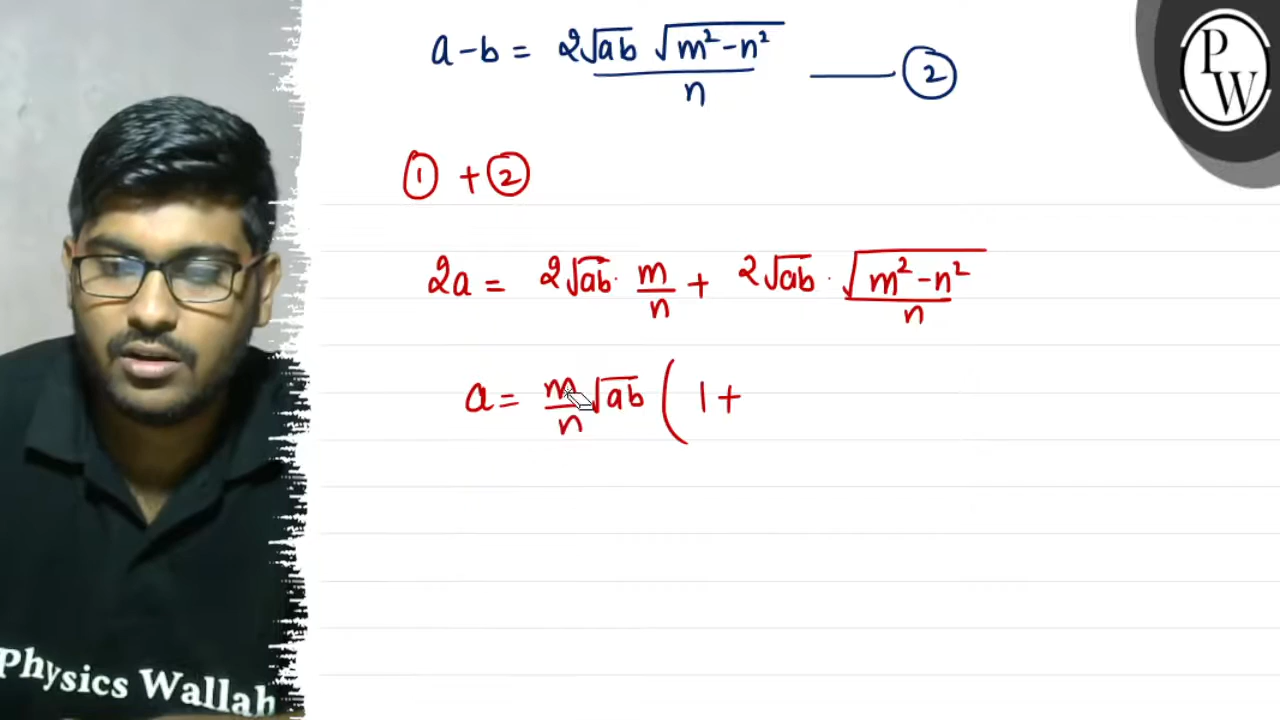 a-b = 2√ab √m²-n² / n —— ②
PW
① + ②
2a = 2√ab · m/n + 2√ab · √m²-n² / n
a = m/n √ab ( 1 +
Physics Wallah